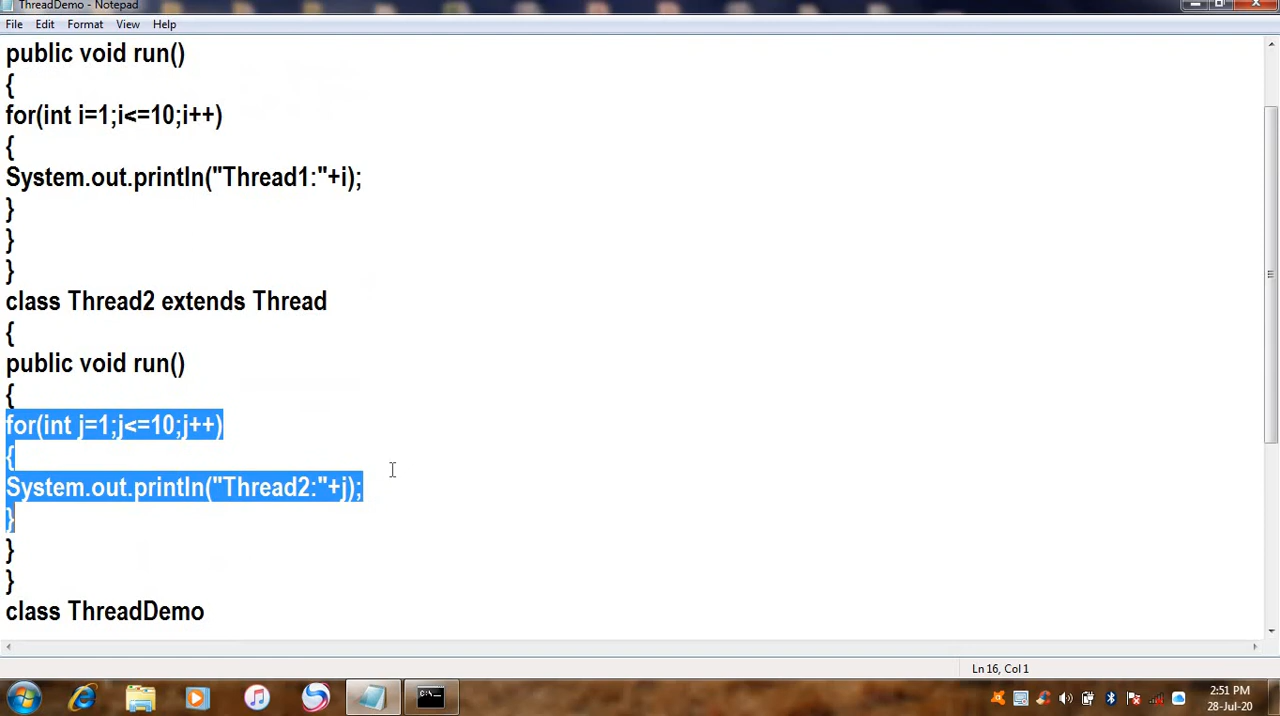 ThreadDemo - Notepad
File Edit Format View Help
public void run()
{
for(int i=1;i<=10;i++)
{
System.out.println("Thread1:"+i);
}
}
}
class Thread2 extends Thread
{
public void run()
{
for(int j=1;j<=10;j++)
{
System.out.println("Thread2:"+j);
}
}
}
class ThreadDemo
Ln 16, Col 1
2:51 PM
28-Jul-20